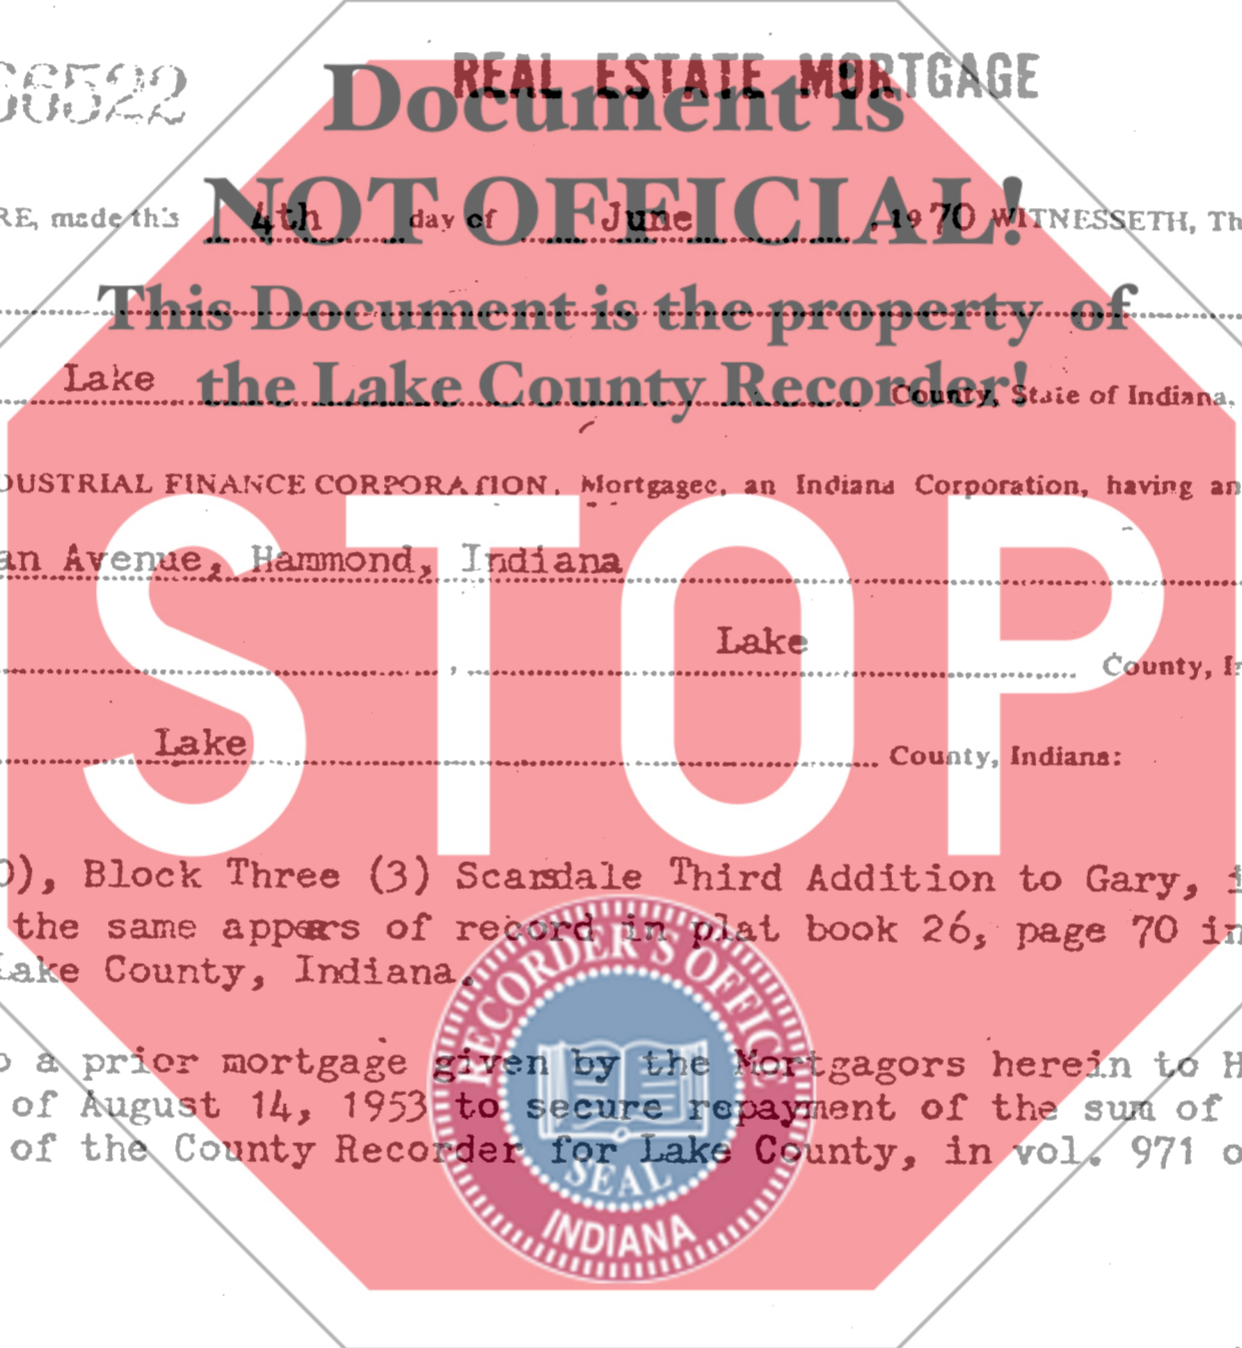 REAL ESTATE MORTGAGE
66522
Document is
NOT OFFICIAL!
RE, made this 4th day of June , 19 70 WITNESSETH, Th
This Document is the property of
the Lake County Recorder!
Lake County, State of Indiana,
DUSTRIAL FINANCE CORPORATION, Mortgagee, an Indiana Corporation, having an
an Avenue, Hammond, Indiana
STOP
, Lake County, I
Lake County, Indiana:
0), Block Three (3) Scarsdale Third Addition to Gary, i
the same appears of record in plat book 26, page 70 in
Lake County, Indiana.
RECORDER'S OFFICE
o a prior mortgage given by the Mortgagors herein to H
of August 14, 1953 to secure repayment of the sum of
of the County Recorder for Lake County, in vol. 971 o
SEAL
INDIANA